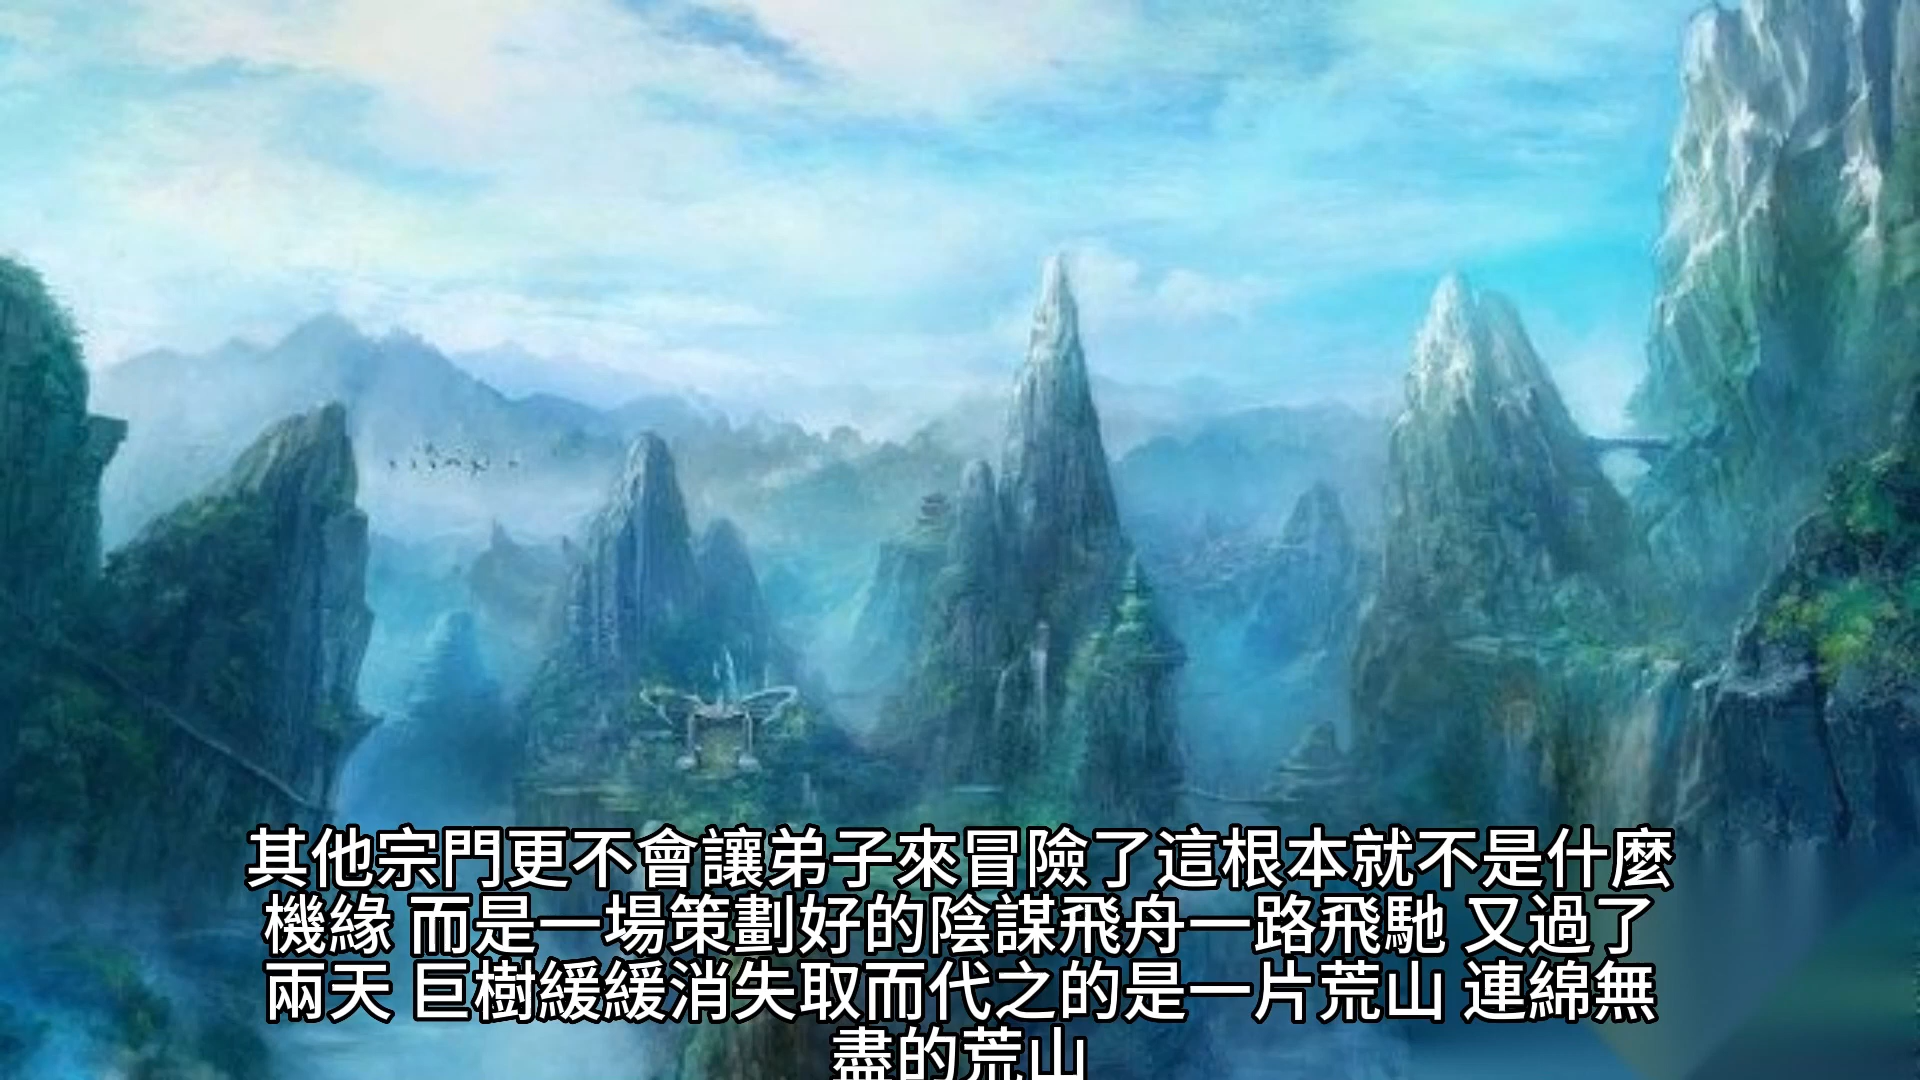 其他宗門更不會讓弟子來冒險了這根本就不是什麼
機緣 而是一場策劃好的陰謀飛舟一路飛馳 又過了
兩天 巨樹緩緩消失取而代之的是一片荒山 連綿無
盡的荒山